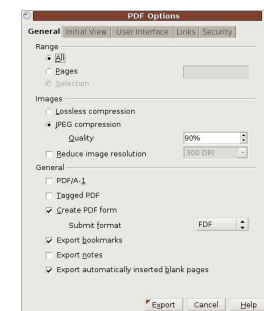 PDF Options
General Initial View User Interface Links Security
Range
All
Pages
Selection
Images
Lossless compression
JPEG compression
Quality 90%
Reduce image resolution 300 DPI
General
PDF/A-1
Tagged PDF
Create PDF form
Submit format FDF
Export bookmarks
Export notes
Export automatically inserted blank pages
Export Cancel Help